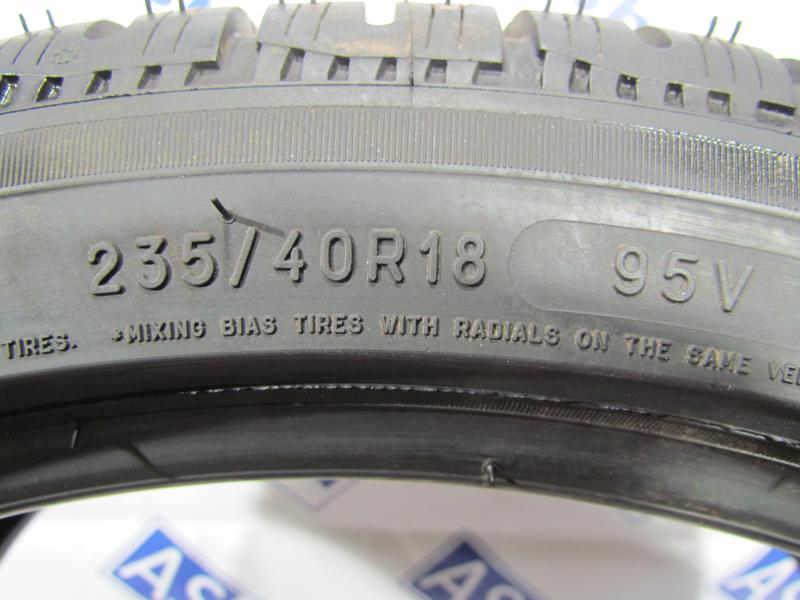 235/40R18 95V
TIRES. *MIXING BIAS TIRES WITH RADIALS ON THE SAME